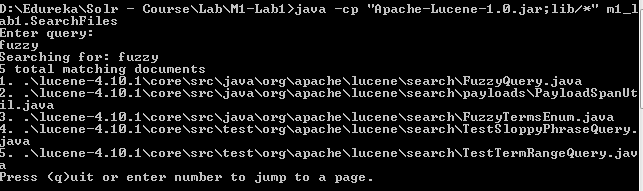 D:\Edureka\Solr - Course\Lab\M1-Lab1>java -cp "Apache-Lucene-1.0.jar;lib/*" m1_l
ab1.SearchFiles
Enter query:
fuzzy
Searching for: fuzzy
5 total matching documents
1. .\lucene-4.10.1\core\src\java\org\apache\lucene\search\FuzzyQuery.java
2. .\lucene-4.10.1\core\src\java\org\apache\lucene\search\payloads\PayloadSpanUt
il.java
3. .\lucene-4.10.1\core\src\java\org\apache\lucene\search\FuzzyTermsEnum.java
4. .\lucene-4.10.1\core\src\test\org\apache\lucene\search\TestSloppyPhraseQuery.
java
5. .\lucene-4.10.1\core\src\test\org\apache\lucene\search\TestTermRangeQuery.jav
a
Press (q)uit or enter number to jump to a page.